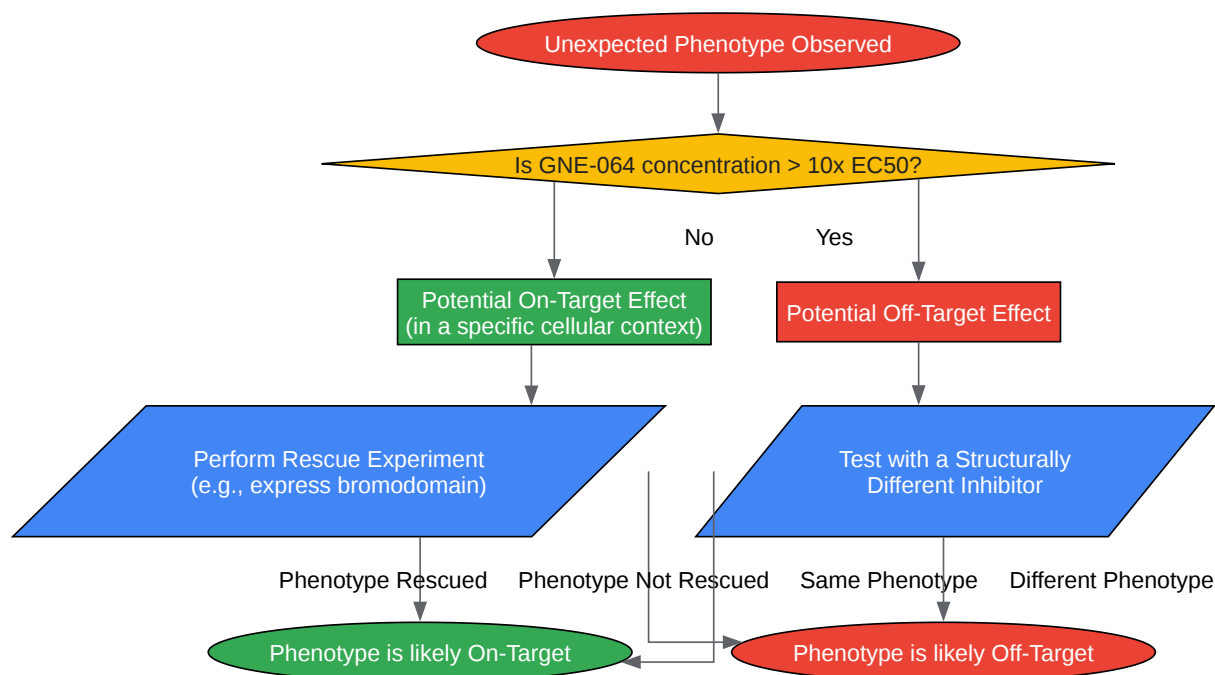 Unexpected Phenotype Observed
Is GNE-064 concentration > 10x EC50?
No
Yes
Potential On-Target Effect
(in a specific cellular context)
Potential Off-Target Effect
Perform Rescue Experiment
(e.g., express bromodomain)
Test with a Structurally
Different Inhibitor
Phenotype Rescued
Phenotype Not Rescued
Same Phenotype
Different Phenotype
Phenotype is likely On-Target
Phenotype is likely Off-Target